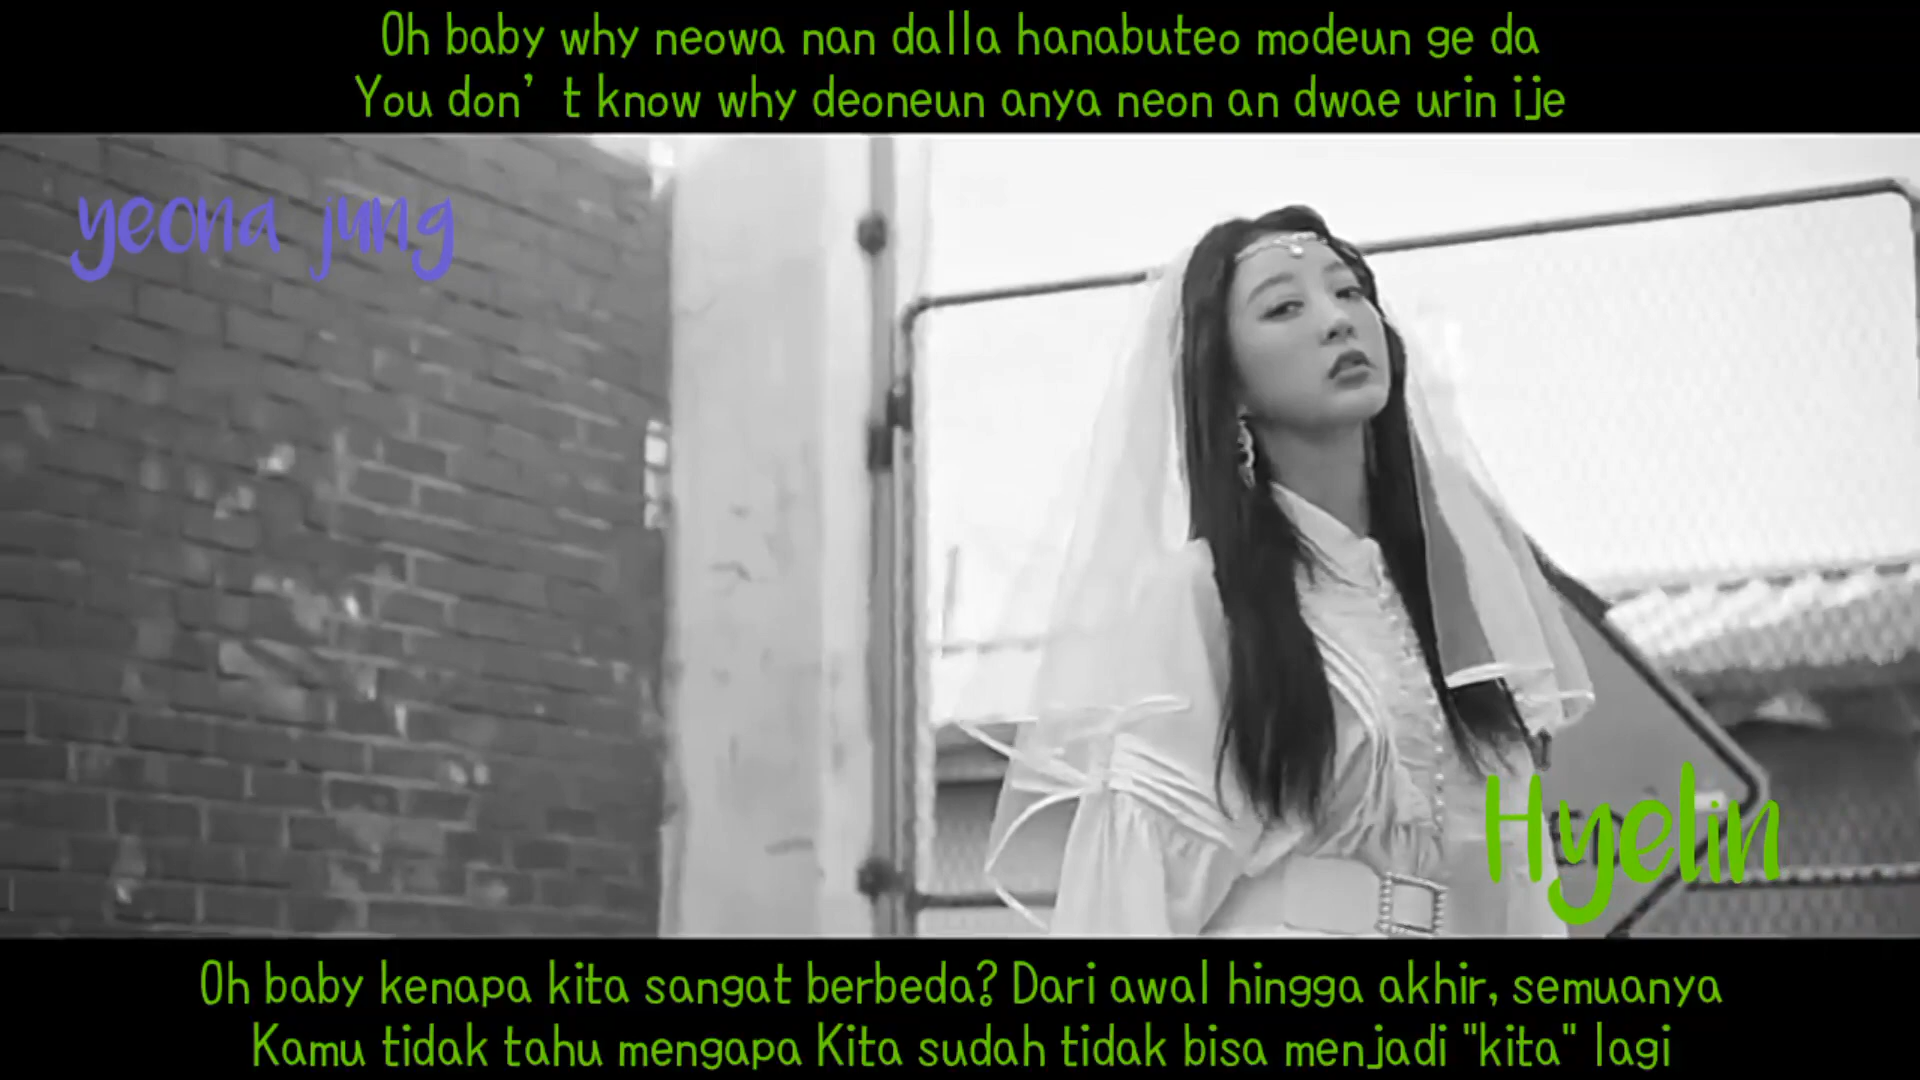 Oh baby why neowa nan dalla hanabuteo modeun ge da
You don't know why deoneun anya neon an dwae urin ije
yeona jung
Hyelin
Oh baby kenapa kita sangat berbeda? Dari awal hingga akhir, semuanya
Kamu tidak tahu mengapa Kita sudah tidak bisa menjadi "kita" lagi